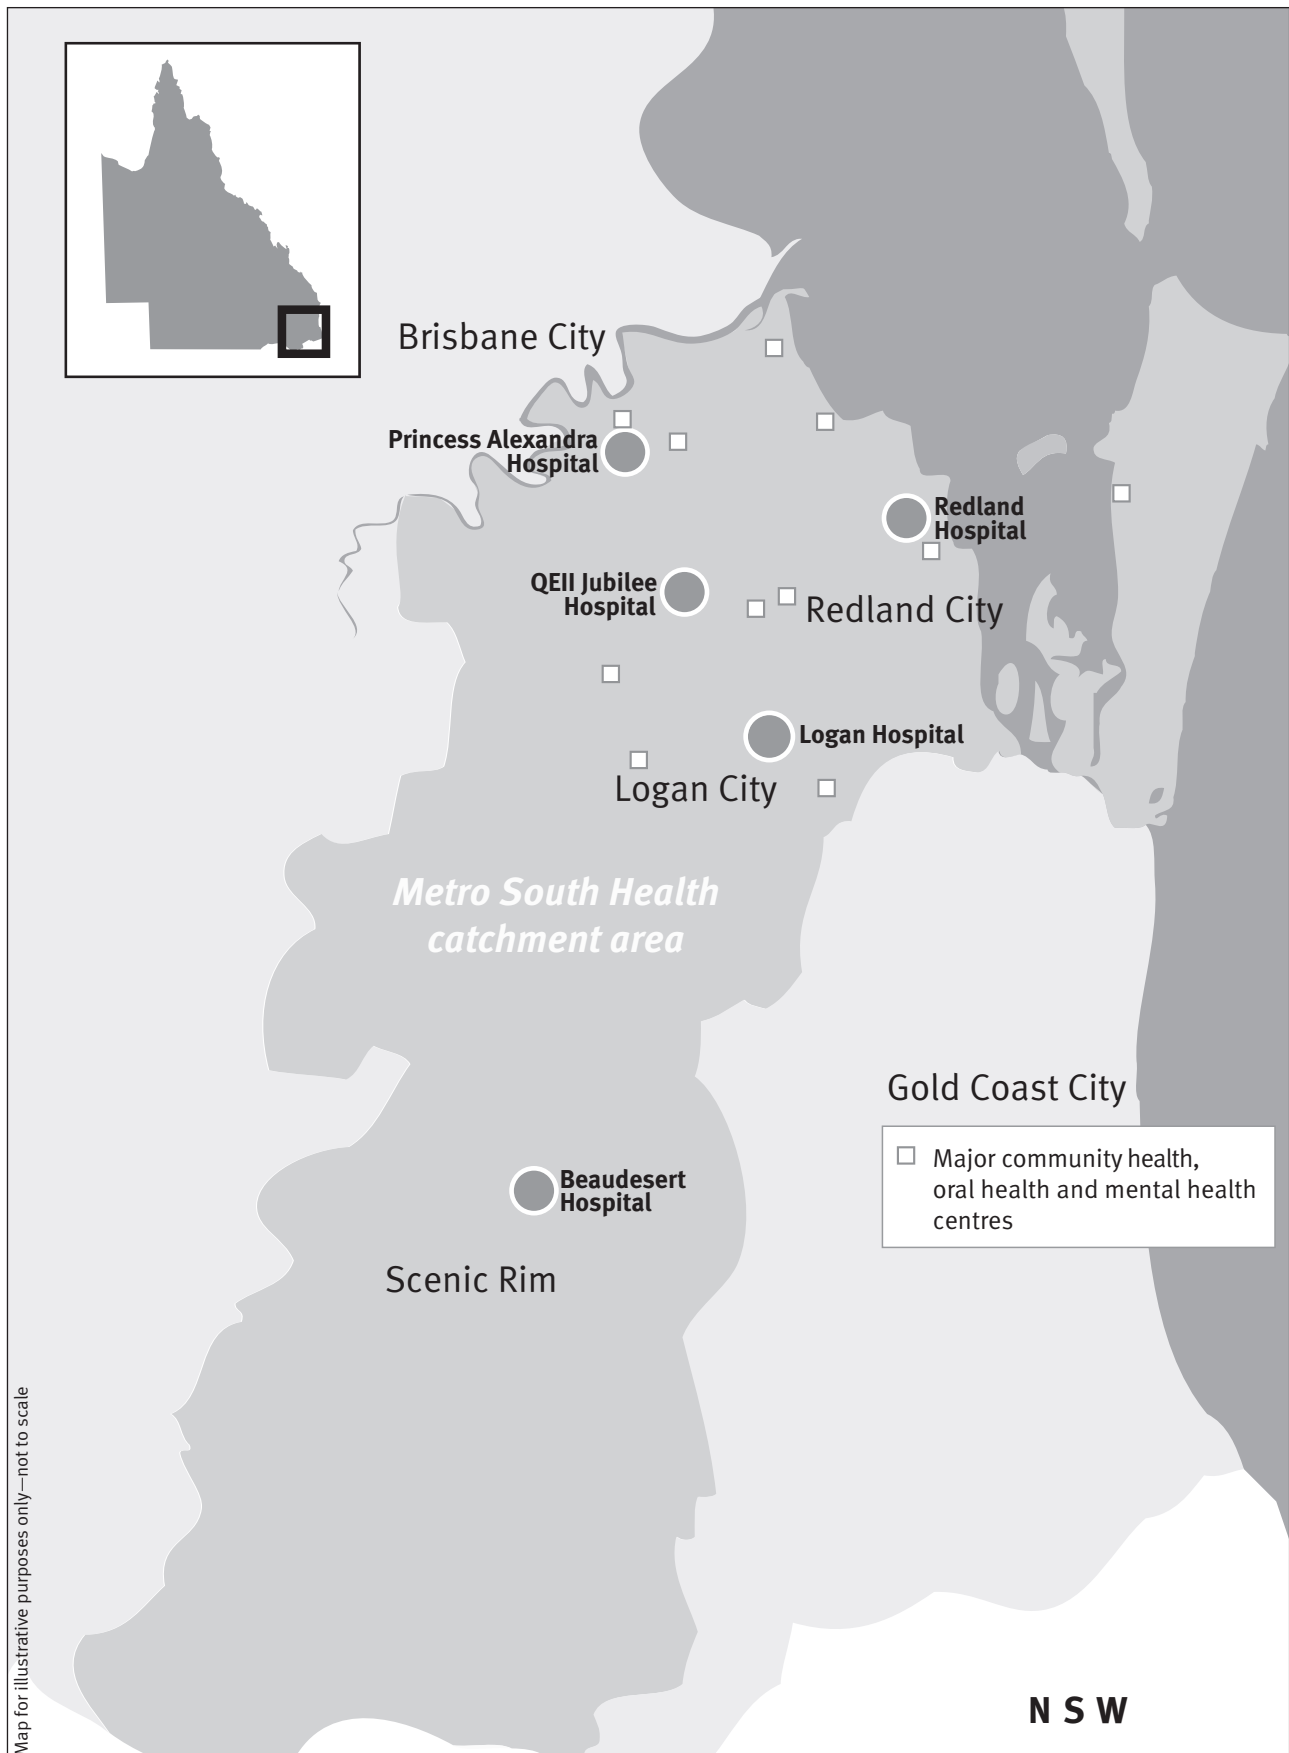 Brisbane City
Princess Alexandra
Hospital
Redland
Hospital
QEII Jubilee
Hospital
Redland City
Logan Hospital
Logan City
Metro South Health
catchment area
Gold Coast City
Major community health,
oral health and mental health
centres
Beaudesert
Hospital
Scenic Rim
Map for illustrative purposes only—not to scale
NSW